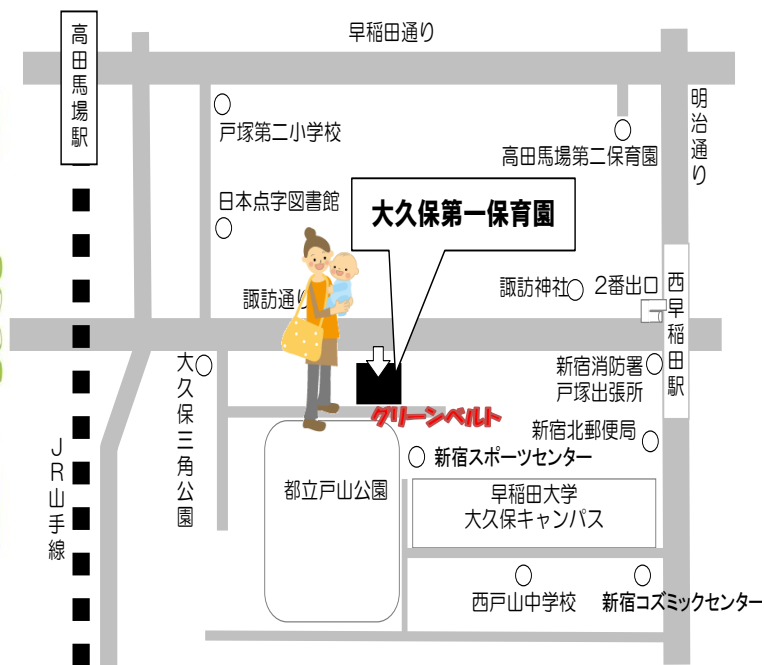 早稲田通り
高田馬場駅
明治通り
戸塚第二小学校
高田馬場第二保育園
日本点字図書館
大久保第一保育園
諏訪通り
諏訪神社
2番出口
西早稲田駅
大久保三角公園
新宿消防署
戸塚出張所
グリーンベルト
新宿北郵便局
新宿スポーツセンター
JR山手線
都立戸山公園
早稲田大学
大久保キャンパス
西戸山中学校
新宿コズミックセンター